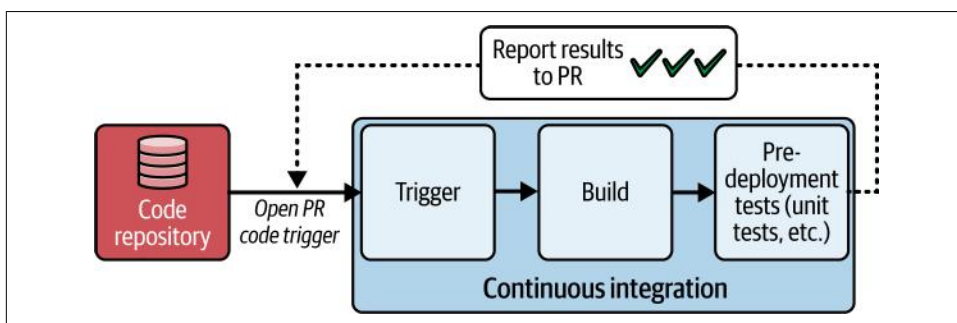 Report results
to PR
Code
repository
Open PR
code trigger
Trigger
Build
Pre-
deployment
tests (unit
tests, etc.)
Continuous integration